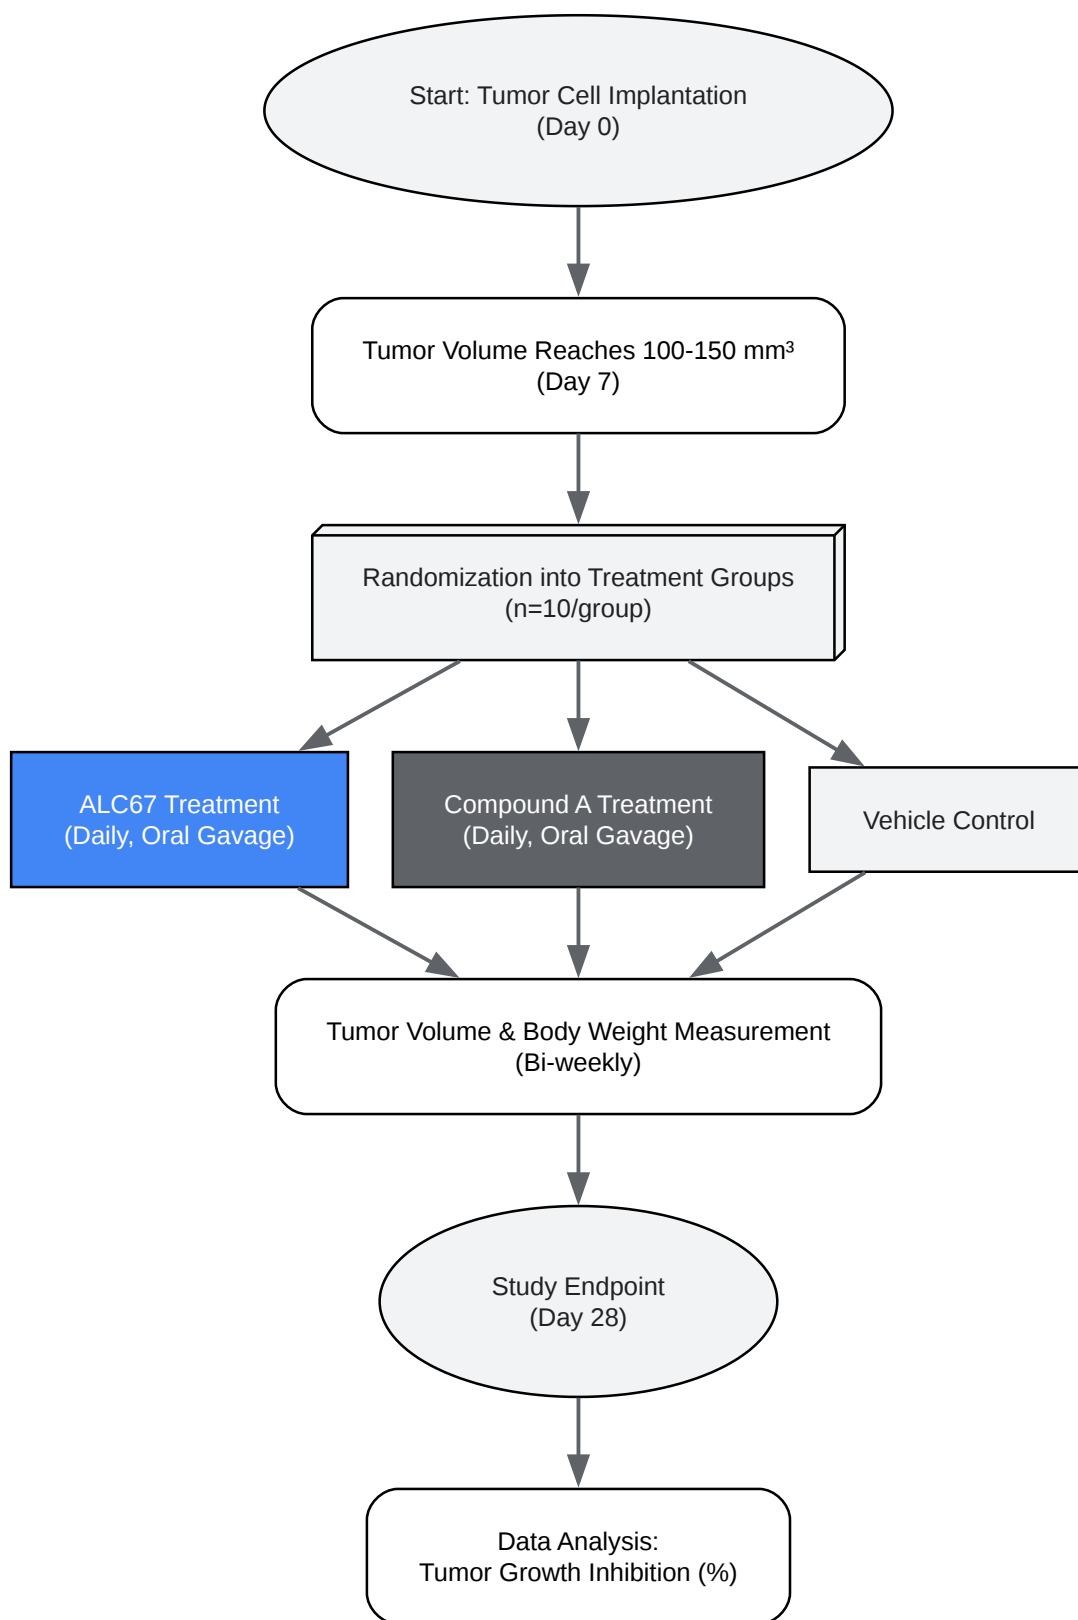 Start: Tumor Cell Implantation
(Day 0)
Tumor Volume Reaches 100-150 mm³
(Day 7)
Randomization into Treatment Groups
(n=10/group)
ALC67 Treatment
(Daily, Oral Gavage)
Compound A Treatment
(Daily, Oral Gavage)
Vehicle Control
Tumor Volume & Body Weight Measurement
(Bi-weekly)
Study Endpoint
(Day 28)
Data Analysis:
Tumor Growth Inhibition (%)